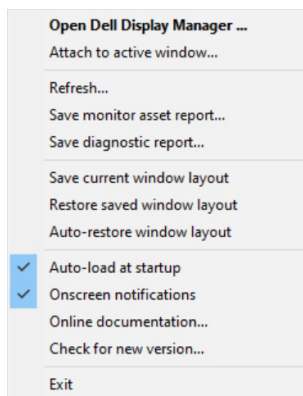 Open Dell Display Manager ...
Attach to active window...
Refresh...
Save monitor asset report...
Save diagnostic report...
Save current window layout
Restore saved window layout
Auto-restore window layout
Auto-load at startup
Onscreen notifications
Online documentation...
Check for new version...
Exit